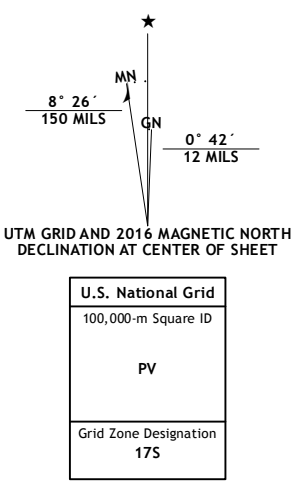 MN
8° 26´
150 MILS
GN
0° 42´
12 MILS
UTM GRID AND 2016 MAGNETIC NORTH
DECLINATION AT CENTER OF SHEET
U.S. National Grid
100,000-m Square ID
PV
Grid Zone Designation
17S